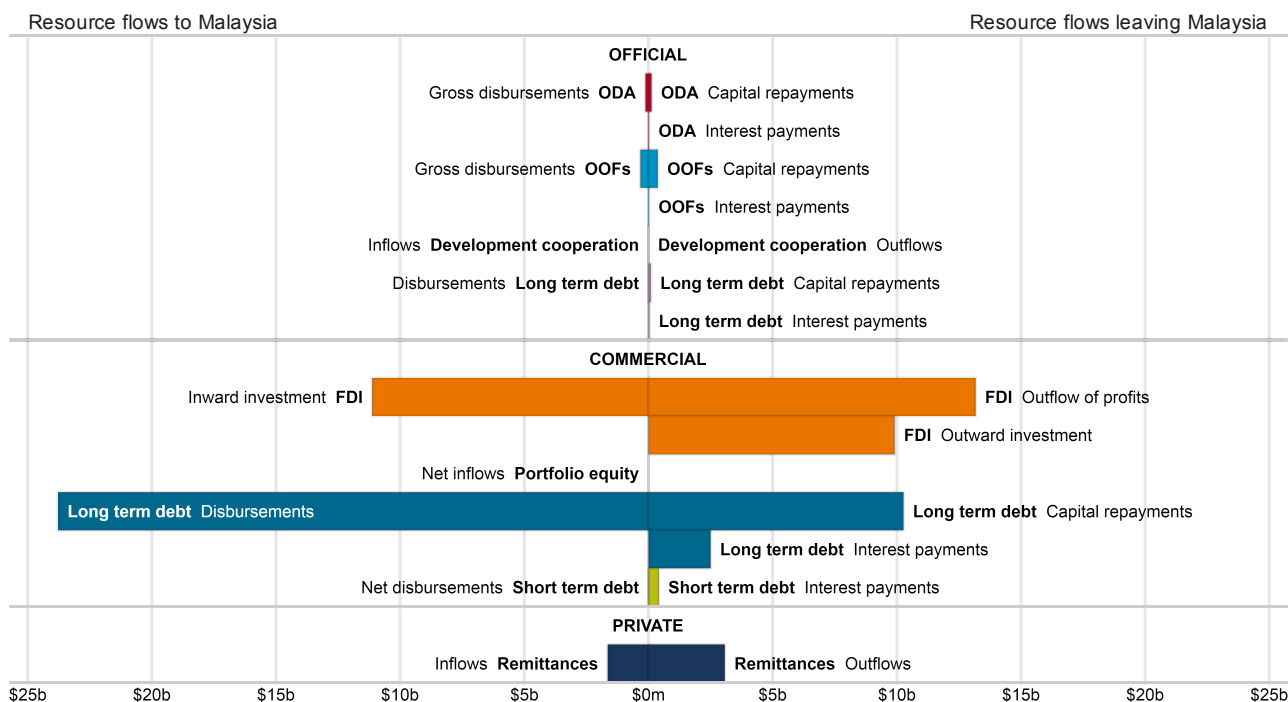 Resource flows to Malaysia Resource flows leaving Malaysia
OFFICIAL
Gross disbursements ODA ODA Capital repayments
ODA Interest payments
Gross disbursements OOFs OOFs Capital repayments
OOFs Interest payments
Inflows Development cooperation Development cooperation Outflows
Disbursements Long term debt Long term debt Capital repayments
Long term debt Interest payments
COMMERCIAL
Inward investment FDI FDI Outflow of profits
FDI Outward investment
Net inflows Portfolio equity
Long term debt Disbursements Long term debt Capital repayments
Long term debt Interest payments
Net disbursements Short term debt Short term debt Interest payments
PRIVATE
Inflows Remittances Remittances Outflows
$25b $20b $15b $10b $5b $0m $5b $10b $15b $20b $25b